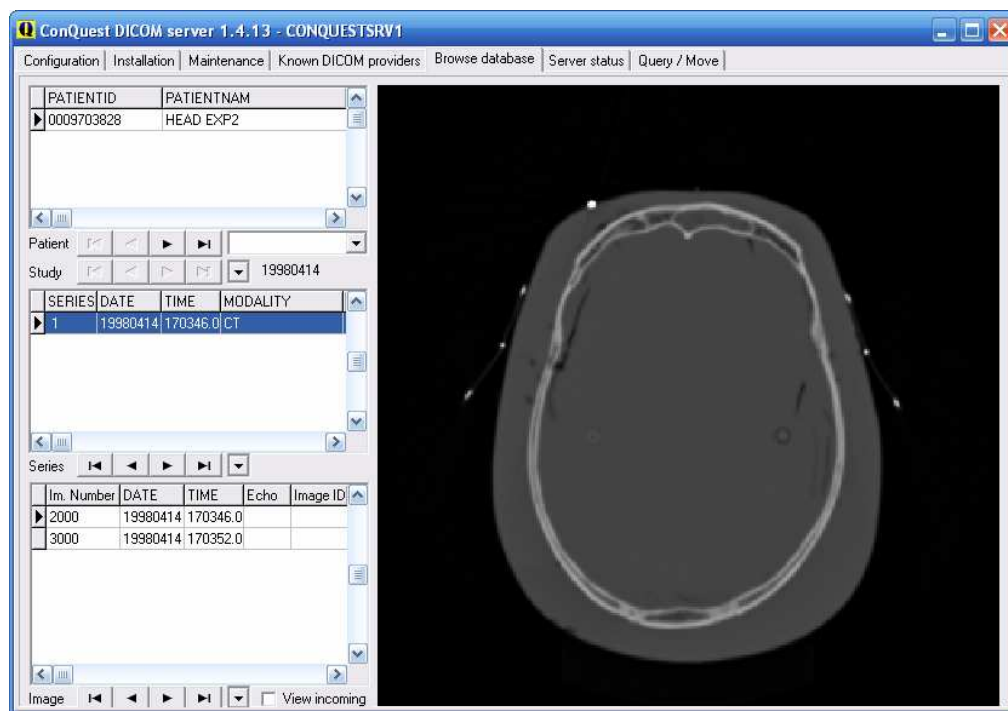 ConQuest DICOM server 1.4.13 - CONQUESTSRV1
Configuration Installation Maintenance Known DICOM providers Browse database Server status Query / Move
PATIENTID PATIENTNAM
0009703828 HEAD EXP2
Patient
Study 19980414
SERIES DATE TIME MODALITY
1 19980414 170346.0 CT
Series
Im. Number DATE TIME Echo Image ID
2000 19980414 170346.0
3000 19980414 170352.0
Image View incoming